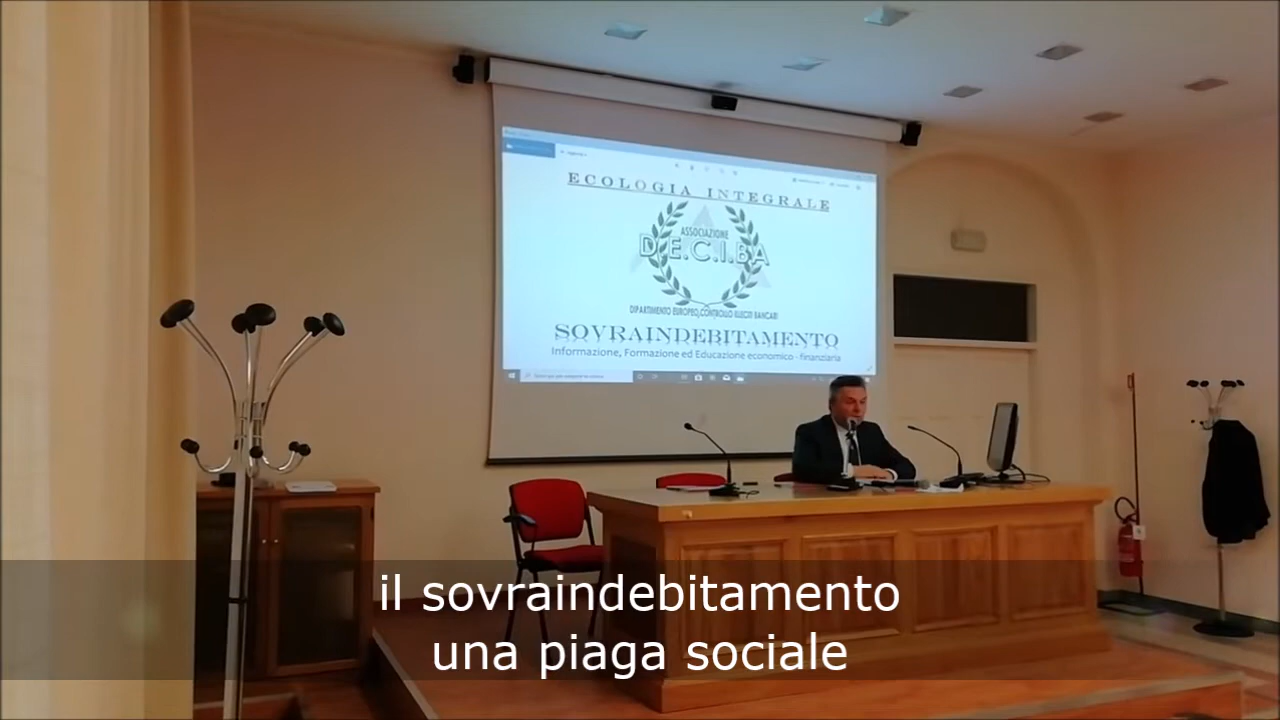 ECOLOGIA INTEGRALE
ASSOCIAZIONE
D.E.C.I.BA
DIPARTIMENTO EUROPEO CONTROLLO ILLECITI BANCARI
SOVRAINDEBITAMENTO
Informazione, Formazione ed Educazione economico - finanziaria
il sovraindebitamento
una piaga sociale